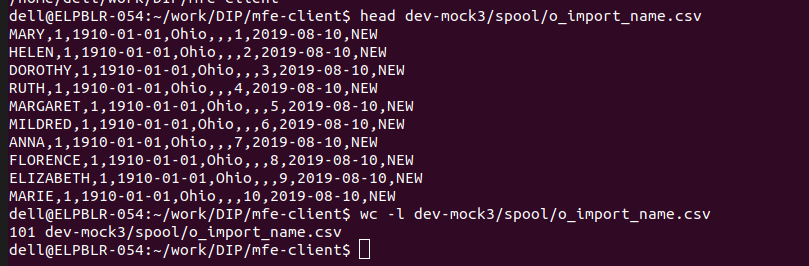 dell@ELPBLR-054:~/work/DIP/mfe-client$ head dev-mock3/spool/o_import_name.csv
MARY,1,1910-01-01,Ohio,,,1,2019-08-10,NEW
HELEN,1,1910-01-01,Ohio,,,2,2019-08-10,NEW
DOROTHY,1,1910-01-01,Ohio,,,3,2019-08-10,NEW
RUTH,1,1910-01-01,Ohio,,,4,2019-08-10,NEW
MARGARET,1,1910-01-01,Ohio,,,5,2019-08-10,NEW
MILDRED,1,1910-01-01,Ohio,,,6,2019-08-10,NEW
ANNA,1,1910-01-01,Ohio,,,7,2019-08-10,NEW
FLORENCE,1,1910-01-01,Ohio,,,8,2019-08-10,NEW
ELIZABETH,1,1910-01-01,Ohio,,,9,2019-08-10,NEW
MARIE,1,1910-01-01,Ohio,,,10,2019-08-10,NEW
dell@ELPBLR-054:~/work/DIP/mfe-client$ wc -l dev-mock3/spool/o_import_name.csv
101 dev-mock3/spool/o_import_name.csv
dell@ELPBLR-054:~/work/DIP/mfe-client$